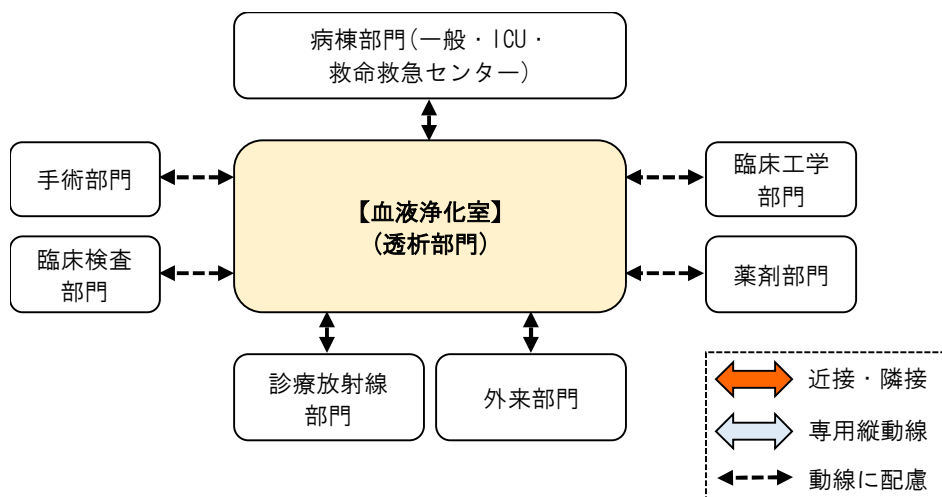 病棟部門(一般・ICU・
救命救急センター)
手術部門
臨床工学
部門
【血液浄化室】
(透析部門)
臨床検査
部門
薬剤部門
診療放射線
部門
外来部門
近接・隣接
専用縦動線
動線に配慮